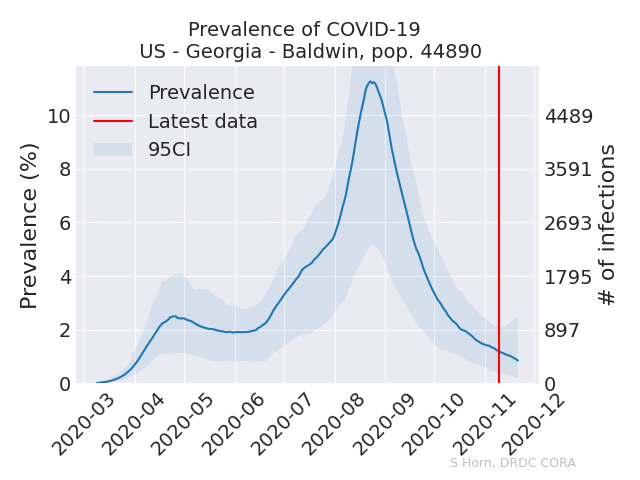 Prevalence of COVID-19
US - Georgia - Baldwin, pop. 44890
Prevalence
Latest data
95CI
Prevalence (%)
10
8
6
4
2
0
4489
3591
2693
1795
897
0
# of infections
2020-03
2020-04
2020-05
2020-06
2020-07
2020-08
2020-09
2020-10
2020-11
2020-12
S Horn, DRDC CORA